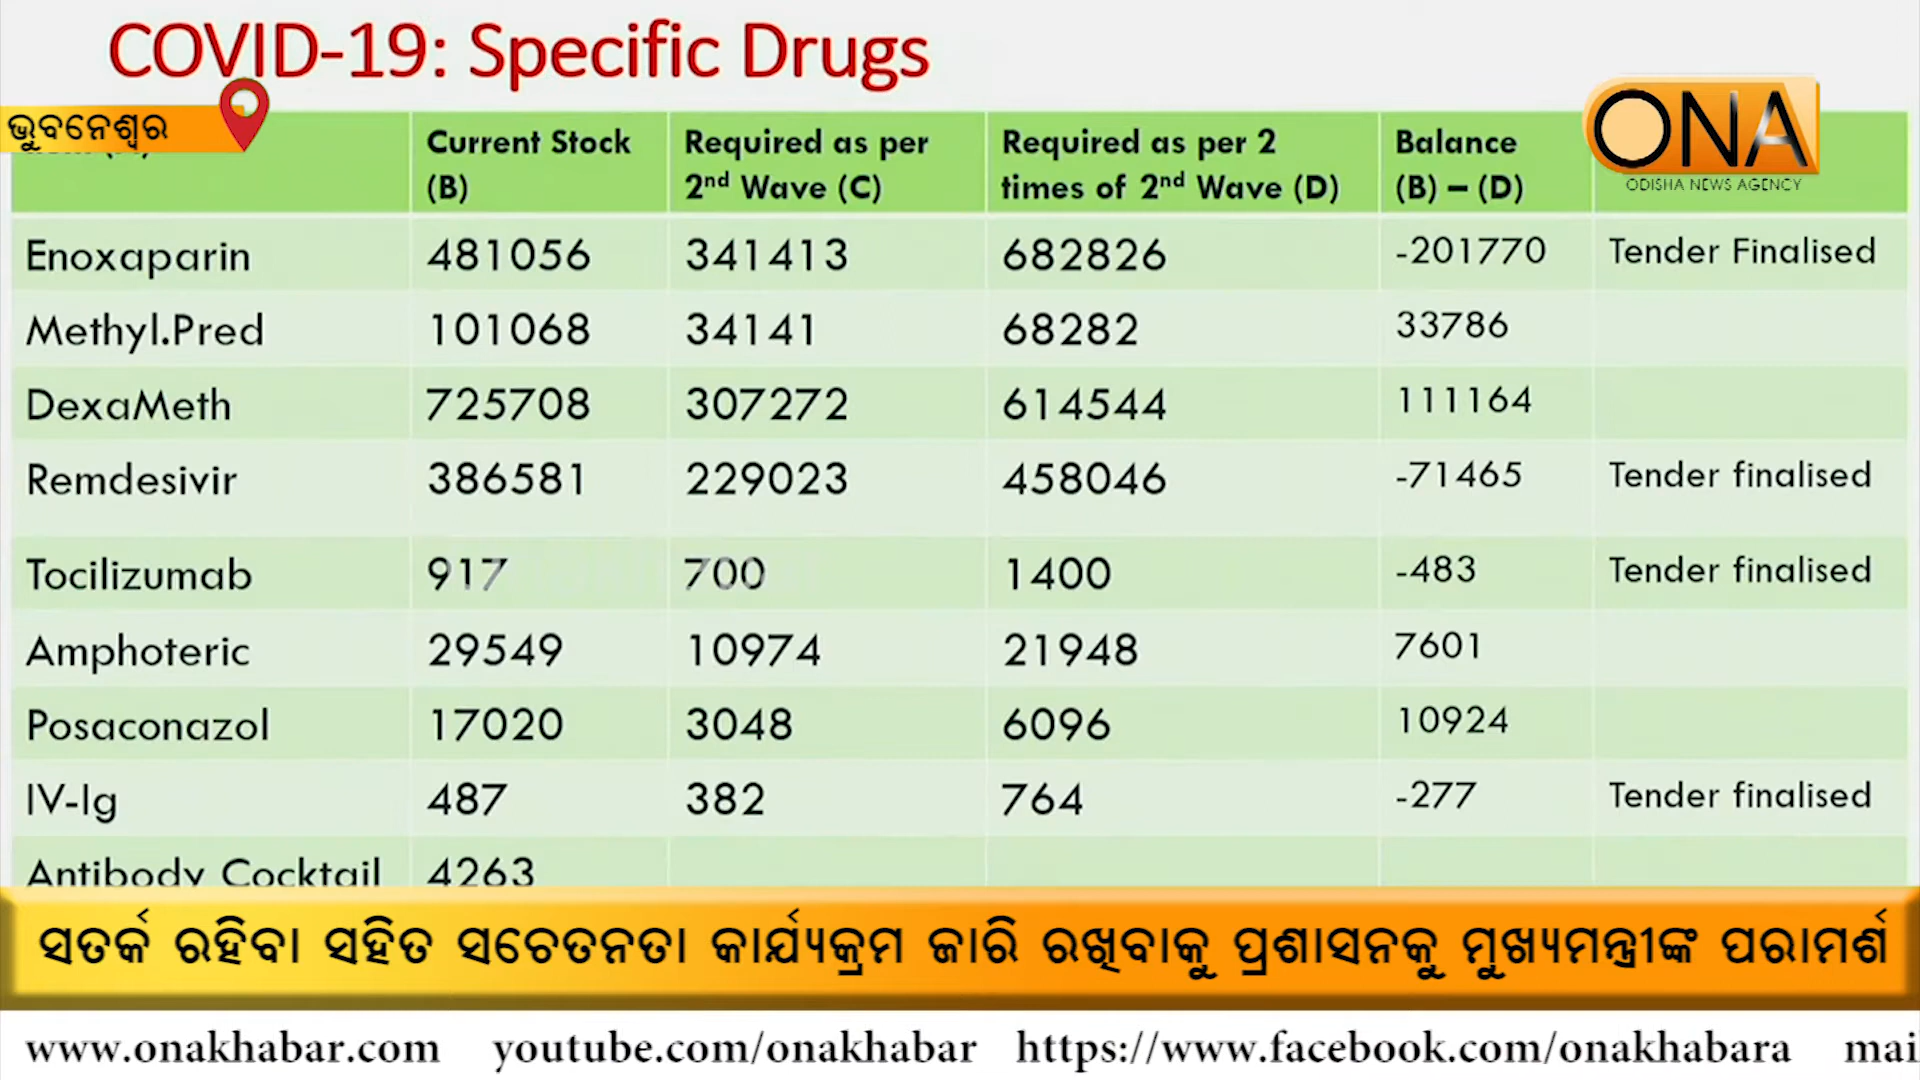 COVID-19: Specific Drugs
ଭୁବନେଶ୍ୱର
ONA
ODISHA NEWS AGENCY
Current Stock (B) Required as per 2nd Wave (C) Required as per 2 times of 2nd Wave (D) Balance (B) – (D)
Enoxaparin 481056 341413 682826 -201770 Tender Finalised
Methyl.Pred 101068 34141 68282 33786
DexaMeth 725708 307272 614544 111164
Remdesivir 386581 229023 458046 -71465 Tender finalised
Tocilizumab 917 700 1400 -483 Tender finalised
Amphoteric 29549 10974 21948 7601
Posaconazol 17020 3048 6096 10924
IV-Ig 487 382 764 -277 Tender finalised
Antibody Cocktail 4263
ସତର୍କ ରହିବା ସହିତ ସଚେତନତା କାର୍ଯ୍ୟକ୍ରମ ଜାରି ରଖିବାକୁ ପ୍ରଶାସନକୁ ମୁଖ୍ୟମନ୍ତ୍ରୀଙ୍କ ପରାମର୍ଶ
www.onakhabar.com youtube.com/onakhabar https://www.facebook.com/onakhabara mai